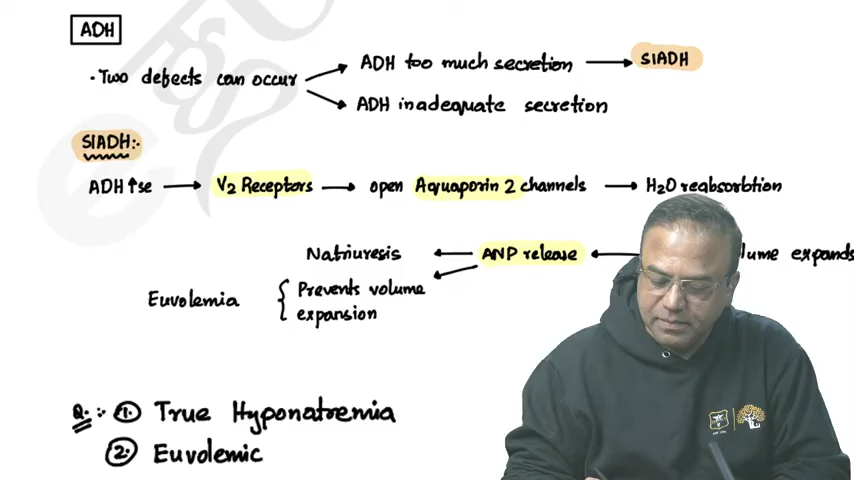 ADH
· Two defects can occur
ADH too much secretion → SIADH
ADH inadequate secretion
SIADH:-
ADH ↑se → V2 Receptors → open Aquaporin 2 channels → H2O reabsorbtion
Natriuresis ← ANP release ← expands
Euvolemia { Prevents volume
expansion
Q:- ① True Hyponatremia
② Euvolemic